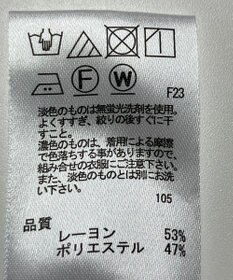 F W
F23
淡色のものは無蛍光洗剤を使用。
よくすすぎ、絞りの後すぐに干
すこと。
濃色のものは、着用による摩擦
で色落ちする事がありますので、
組み合せの衣服にご注意下さい。
また、淡色のものとは別にお洗
い下さい。
105
品質
レーヨン 53%
ポリエステル 47%